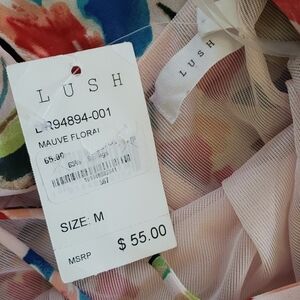 LUSH
DR94894-001
MAUVE FLORAL
SIZE: M
MSRP $ 55.00
LUSH